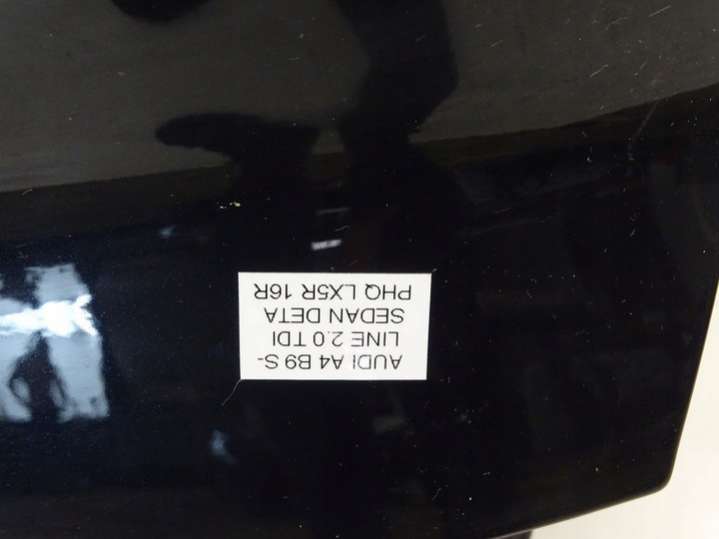 AUDI A4 B9 S-
LINE 2.0 TDI
SEDAN DETA
PHQ LX5R 16R